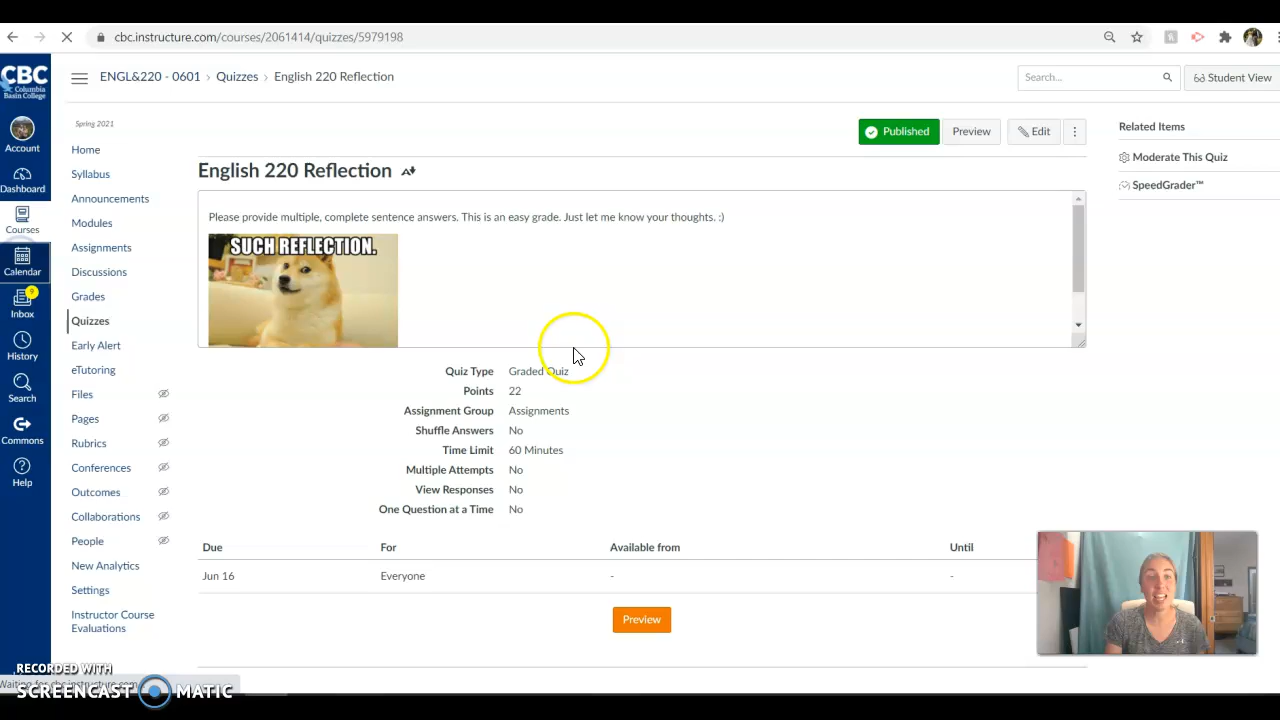 cbc.instructure.com/courses/2061414/quizzes/5979198
CBC
Columbia
Basin College
ENGL&220 - 0601 › Quizzes › English 220 Reflection
Search...
Student View
Account
Dashboard
Courses
Calendar
9
Inbox
History
Search
Commons
Help
Spring 2021
Home
Syllabus
Announcements
Modules
Assignments
Discussions
Grades
Quizzes
Early Alert
eTutoring
Files
Pages
Rubrics
Conferences
Outcomes
Collaborations
People
New Analytics
Settings
Instructor Course
Evaluations
Published
Preview
Edit
Related Items
Moderate This Quiz
SpeedGrader™
English 220 Reflection
Please provide multiple, complete sentence answers. This is an easy grade. Just let me know your thoughts. :)
SUCH REFLECTION.
Quiz Type Graded Quiz
Points 22
Assignment Group Assignments
Shuffle Answers No
Time Limit 60 Minutes
Multiple Attempts No
View Responses No
One Question at a Time No
Due For Available from Until
Jun 16 Everyone - -
Preview
RECORDED WITH
Waiting for cbc.instructure.com...
SCREENCAST MATIC